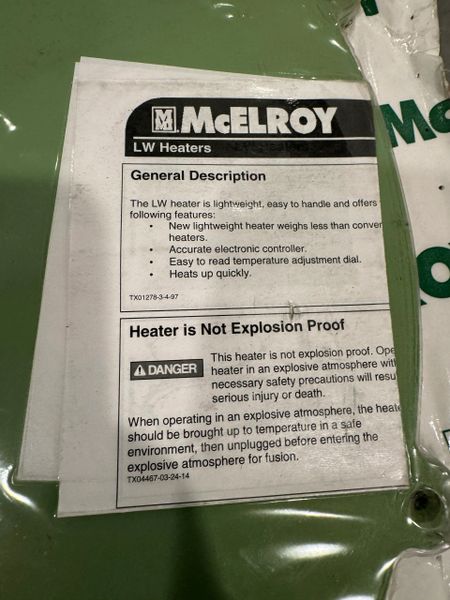 McELROY
LW Heaters
General Description
The LW heater is lightweight, easy to handle and offers
following features:
• New lightweight heater weighs less than conver
heaters.
• Accurate electronic controller.
• Easy to read temperature adjustment dial.
• Heats up quickly.
TX01278-3-4-97
Heater is Not Explosion Proof
DANGER
This heater is not explosion proof. Ope
heater in an explosive atmosphere with
necessary safety precautions will resu
serious injury or death.
When operating in an explosive atmosphere, the heate
should be brought up to temperature in a safe
environment, then unplugged before entering the
explosive atmosphere for fusion.
TX04467-03-24-14
Mc